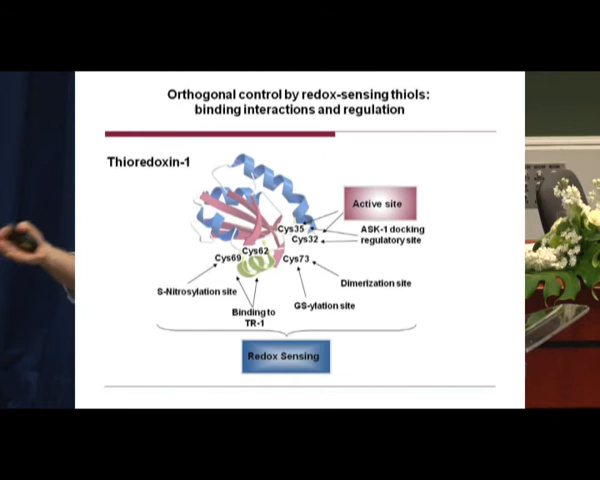 Orthogonal control by redox-sensing thiols:
binding interactions and regulation
Thioredoxin-1
Active site
Cys35
ASK-1 docking
Cys32
regulatory site
Cys62
Cys69
Cys73
Dimerization site
S-Nitrosylation site
GS-ylation site
Binding to
TR-1
Redox Sensing